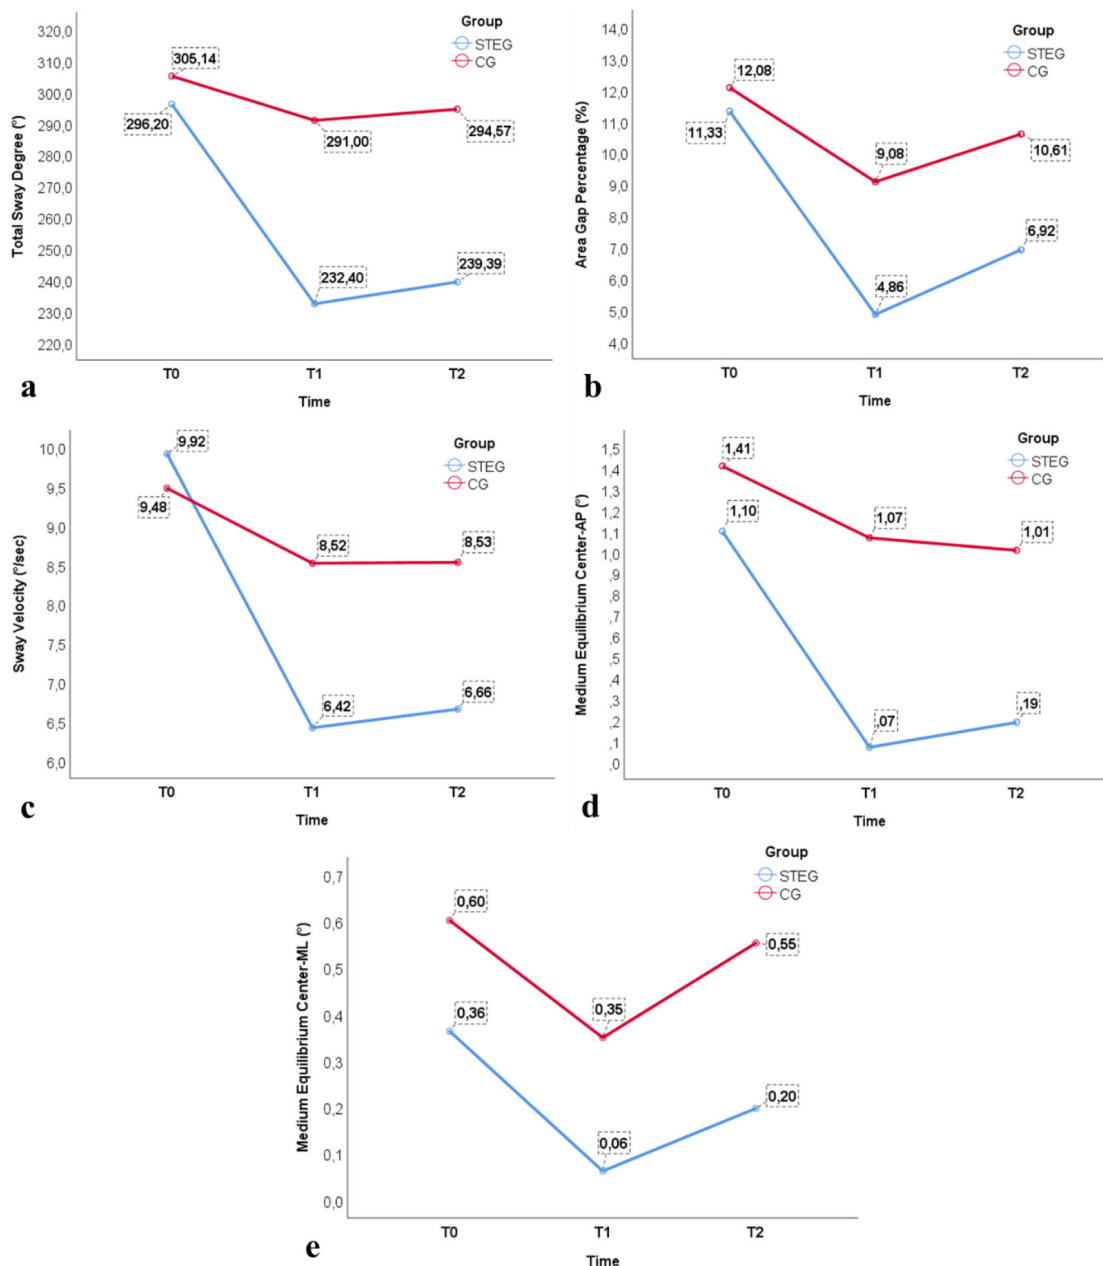 Group
STEG
CG
Total Sway Degree (°)
320,0
310,0
300,0
290,0
280,0
270,0
260,0
250,0
240,0
230,0
220,0
305,14
296,20
291,00
294,57
232,40
239,39
T0 T1 T2
Time
a
Group
STEG
CG
Area Gap Percentage (%)
13,0
12,0
11,0
10,0
9,0
8,0
7,0
6,0
5,0
4,0
12,08
11,33
9,08
10,61
4,86
6,92
T0 T1 T2
Time
b
Group
STEG
CG
Sway Velocity (°/sec)
10,0
9,5
9,0
8,5
8,0
7,5
7,0
6,5
6,0
9,92
9,48
8,52
8,53
6,42
6,66
T0 T1 T2
Time
c
Group
STEG
CG
Medium Equilibrium Center-AP (°)
1,5
1,4
1,3
1,2
1,1
1,0
,9
,8
,7
,6
,5
,4
,3
,2
,1
,0
1,41
1,10
1,07
1,01
,07
,19
T0 T1 T2
Time
d
Group
STEG
CG
Medium Equilibrium Center-ML (°)
0,7
0,6
0,5
0,4
0,3
0,2
0,1
0,0
0,60
0,36
0,35
0,55
0,06
0,20
T0 T1 T2
Time
e